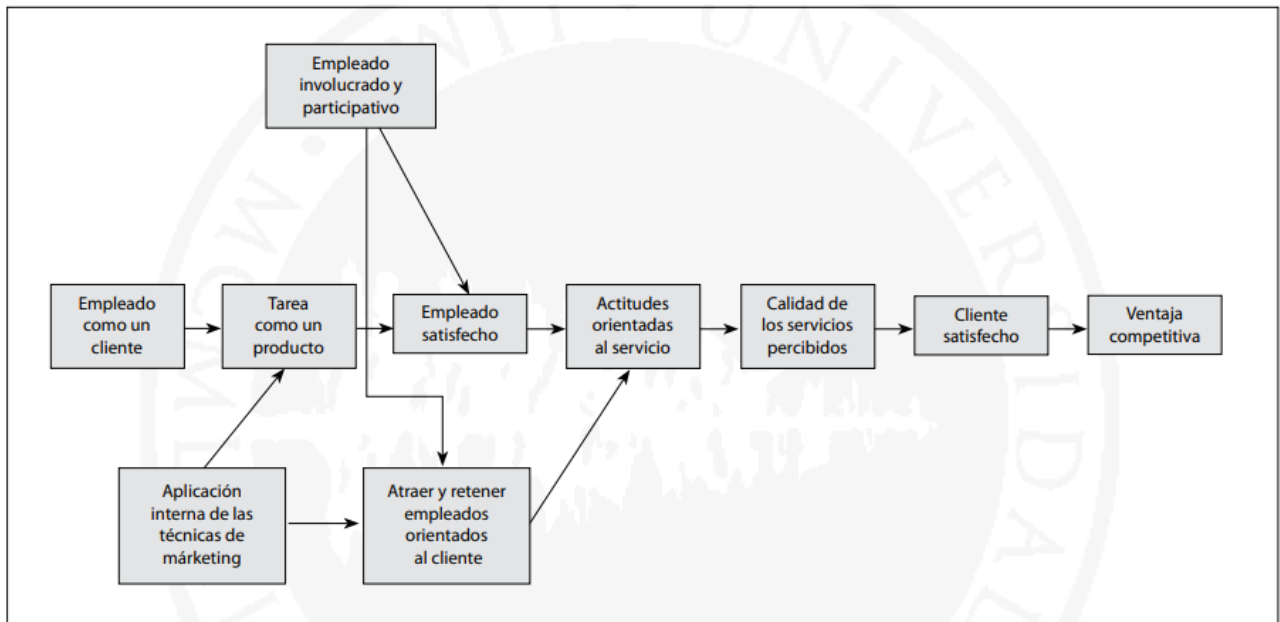 Empleado
involucrado y
participativo
Empleado
como un
cliente
Tarea
como un
producto
Empleado
satisfecho
Actitudes
orientadas
al servicio
Calidad de
los servicios
percibidos
Cliente
satisfecho
Ventaja
competitiva
Aplicación
interna de las
técnicas de
márketing
Atraer y retener
empleados
orientados
al cliente